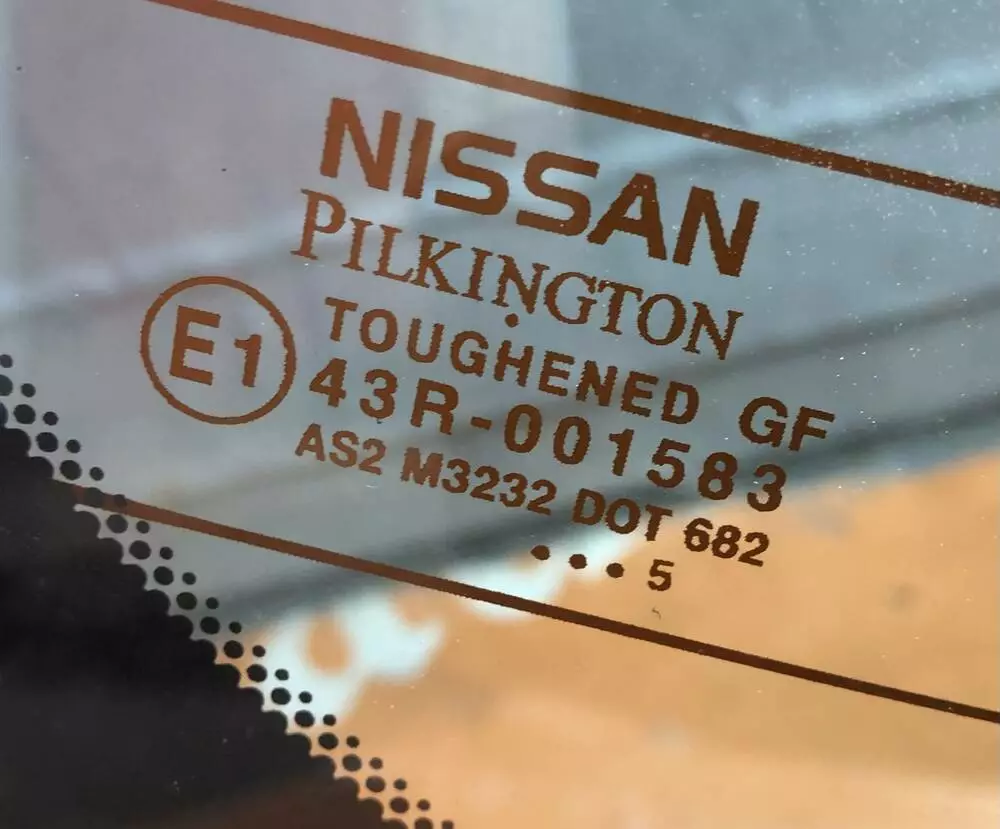 NISSAN
PILKINGTON
E1
TOUGHENED GF
43R-001583
AS2 M3232 DOT 682
• • • 5